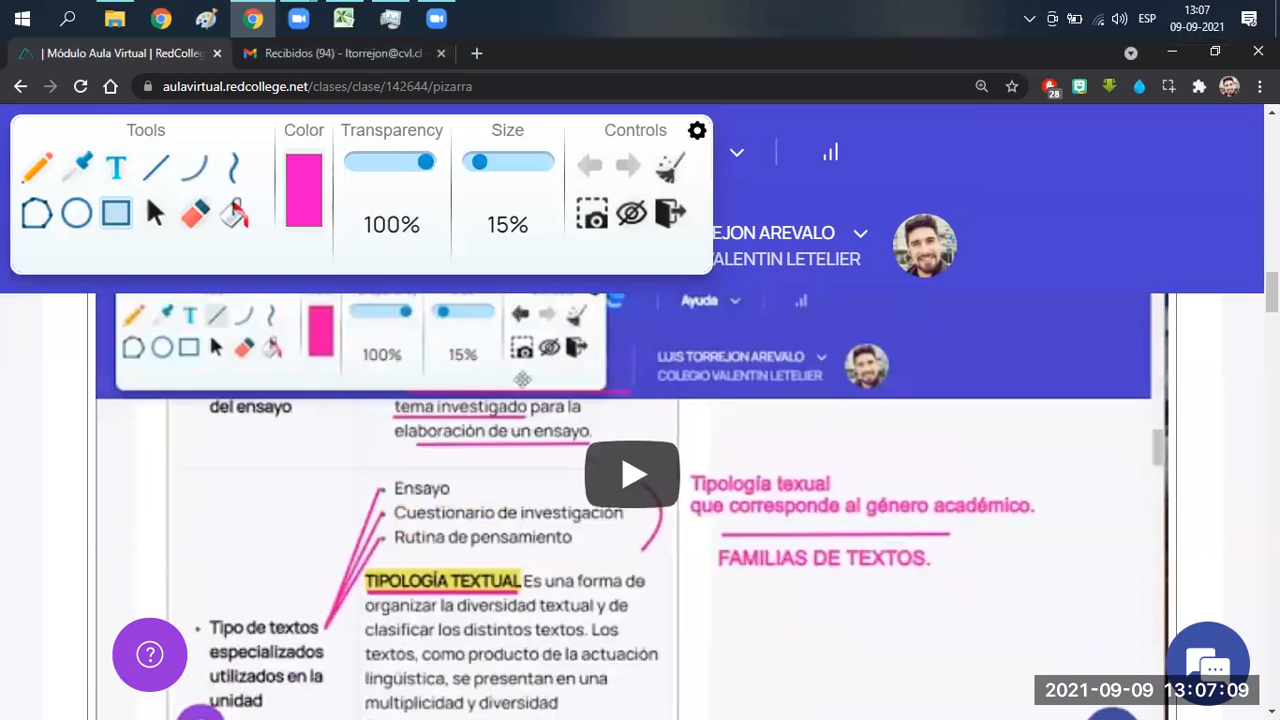 13:07
ESP
09-09-2021
| Módulo Aula Virtual | RedColleg
Recibidos (94) - ltorrejon@cvl.cl
aulavirtual.redcollege.net/clases/clase/142644/pizarra
28
Tools
Color
Transparency
Size
Controls
T
100%
15%
EJON AREVALO
VALENTIN LETELIER
T
100%
15%
Ayuda
LUIS TORREJON AREVALO
COLEGIO VALENTIN LETELIER
del ensayo
tema investigado para la
elaboración de un ensayo.
Ensayo
Cuestionario de investigación
Rutina de pensamiento
Tipología texual
que corresponde al género académico.
FAMILIAS DE TEXTOS.
TIPOLOGÍA TEXTUAL Es una forma de
organizar la diversidad textual y de
clasificar los distintos textos. Los
textos, como producto de la actuación
lingüística, se presentan en una
multiplicidad y diversidad
• Tipo de textos
especializados
utilizados en la
unidad
2021-09-09 13:07:09